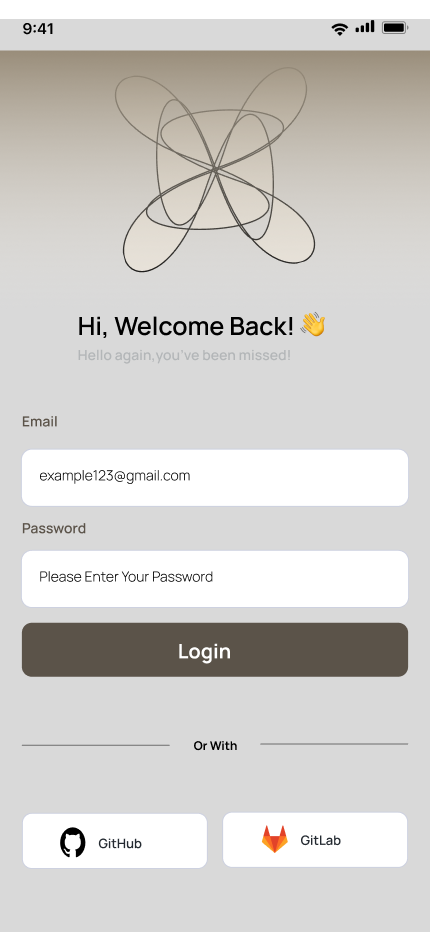 9:41
Hi, Welcome Back! 👋
Hello again,you've been missed!
Email
example123@gmail.com
Password
Please Enter Your Password
Login
Or With
GitHub
GitLab